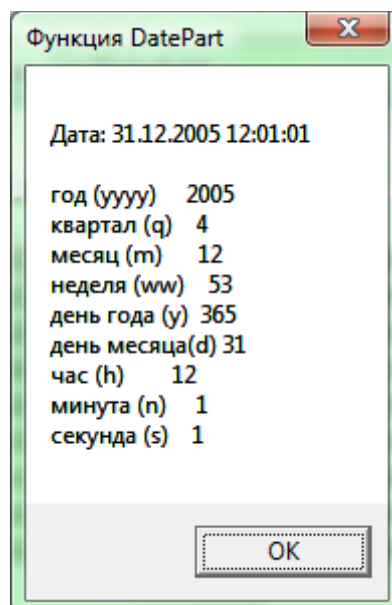 Функция DatePart
Дата: 31.12.2005 12:01:01
год (yyyy) 2005
квартал (q) 4
месяц (m) 12
неделя (ww) 53
день года (y) 365
день месяца(d) 31
час (h) 12
минута (n) 1
секунда (s) 1
OK